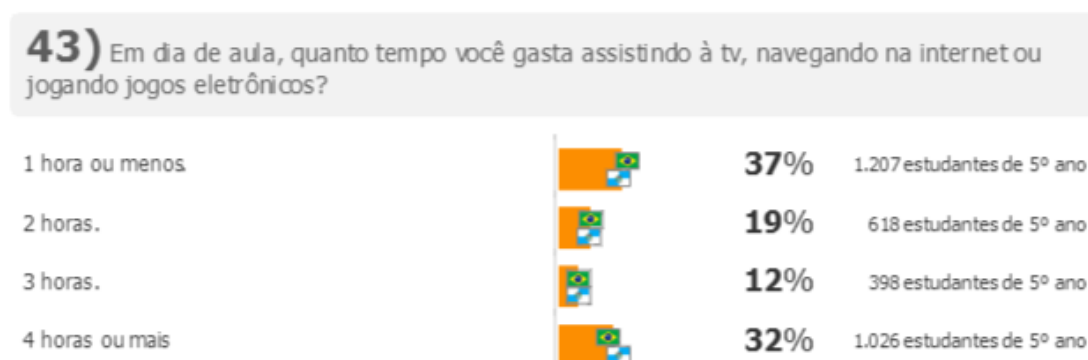 43) Em dia de aula, quanto tempo você gasta assistindo à tv, navegando na internet ou
jogando jogos eletrônicos?
1 hora ou menos. 37% 1.207 estudantes de 5º ano
2 horas. 19% 618 estudantes de 5º ano
3 horas. 12% 398 estudantes de 5º ano
4 horas ou mais 32% 1.026 estudantes de 5º ano